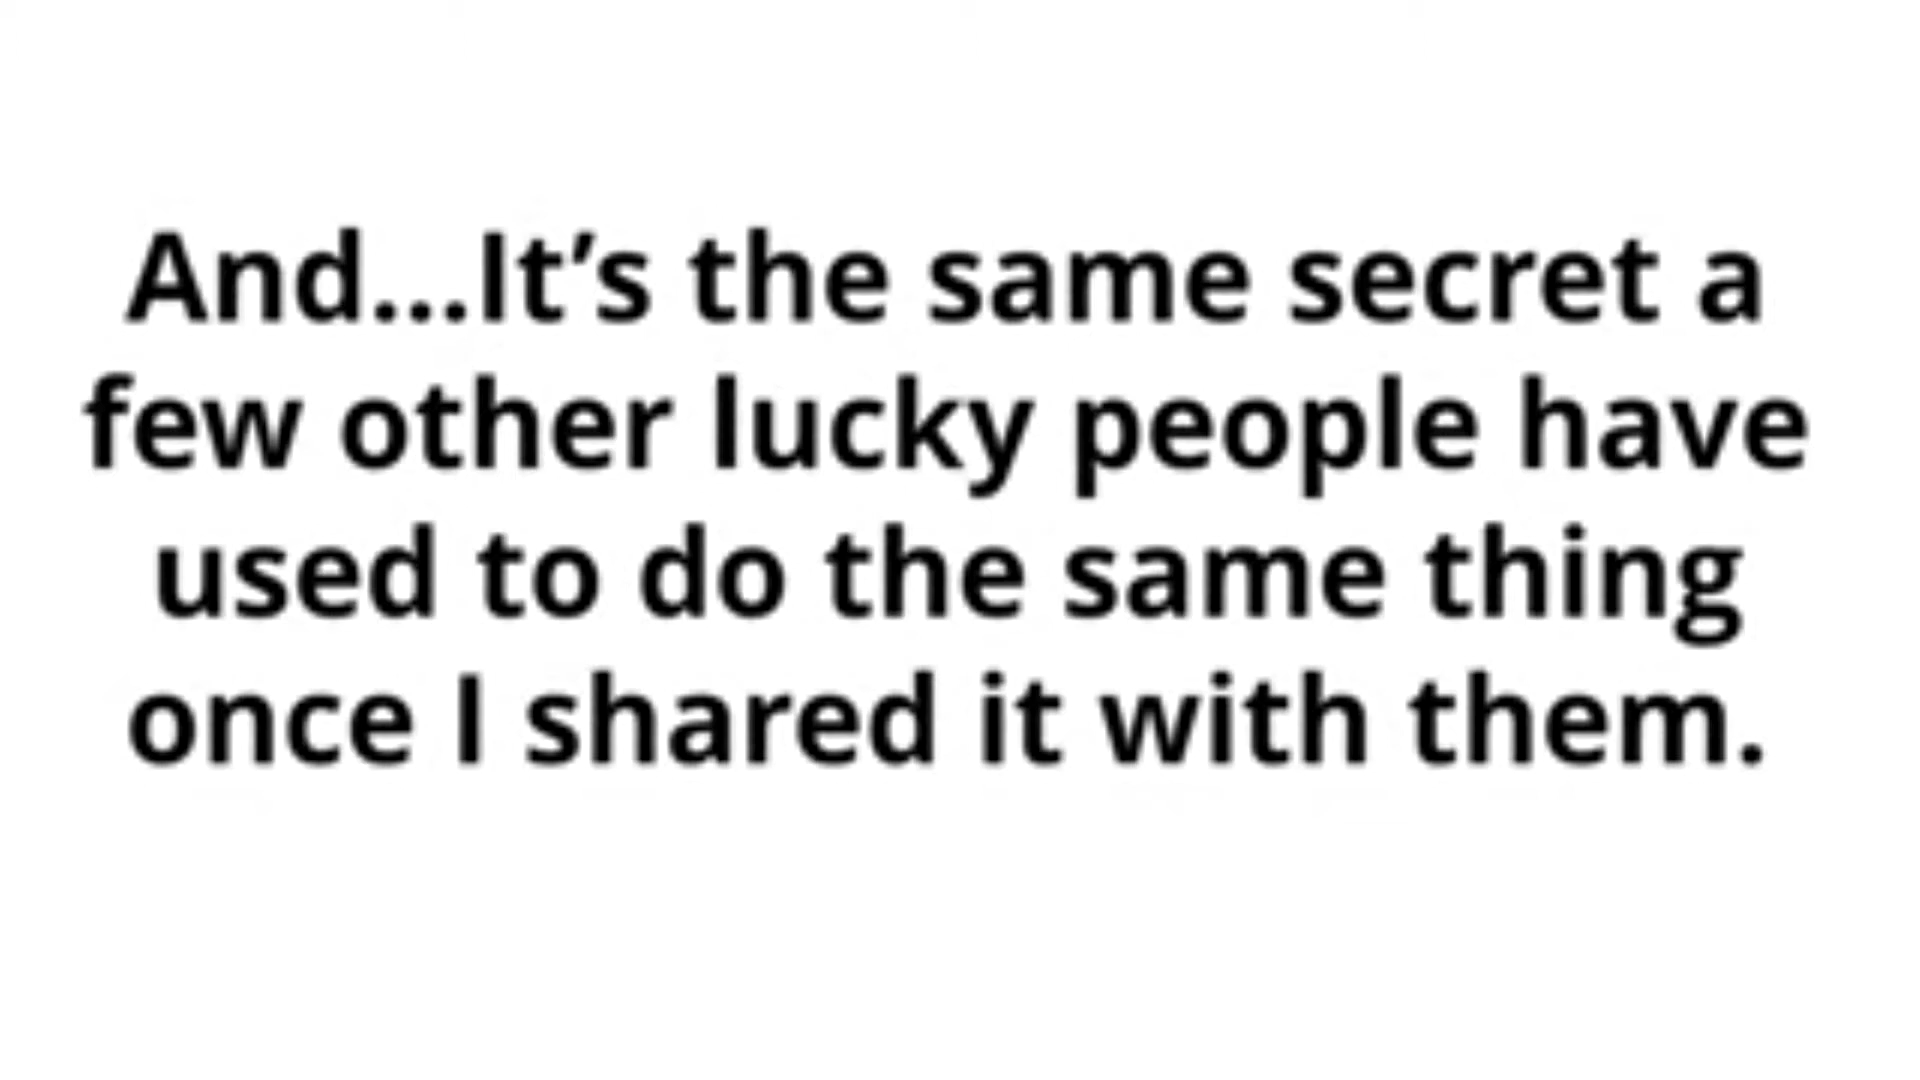 And...It’s the same secret a
few other lucky people have
used to do the same thing
once I shared it with them.